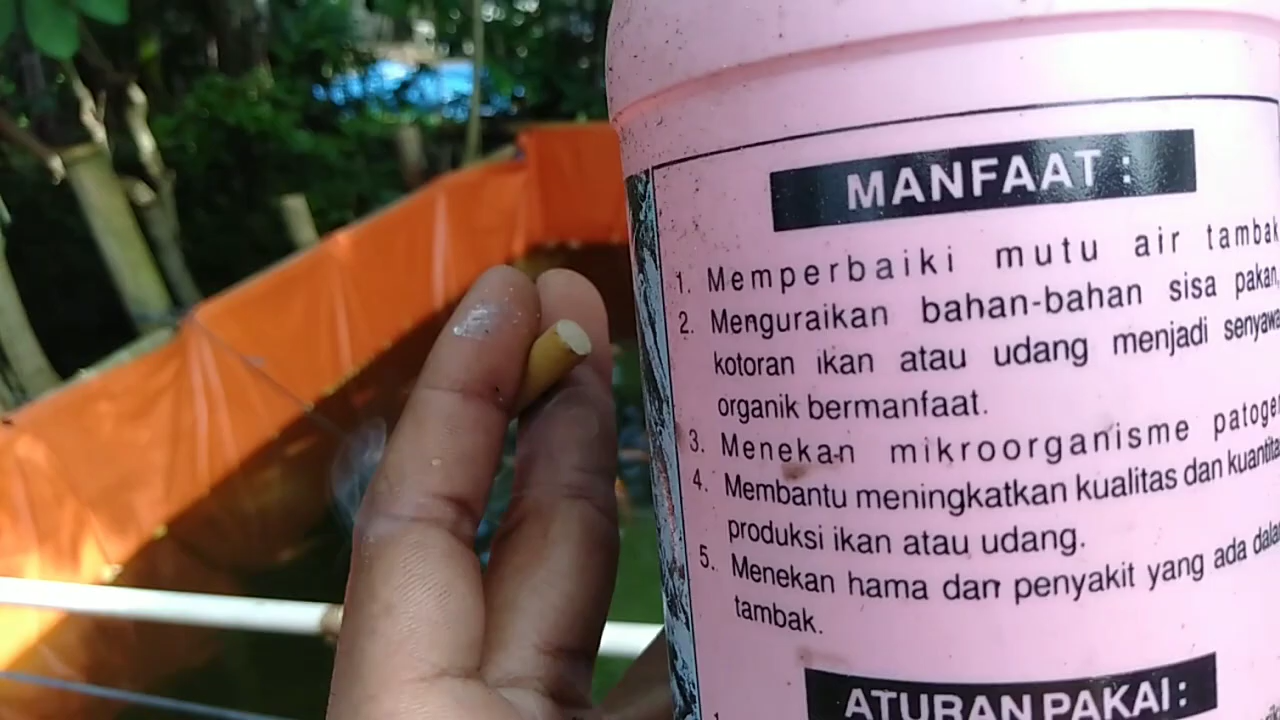 MANFAAT :
1. Memperbaiki mutu air tambak
2. Menguraikan bahan-bahan sisa pakan,
kotoran ikan atau udang menjadi senyawa
organik bermanfaat.
3. Menekan mikroorganisme patogen
4. Membantu meningkatkan kualitas dan kuantitas
produksi ikan atau udang.
5. Menekan hama dan penyakit yang ada dalam
tambak.
ATURAN PAKAI :
1.